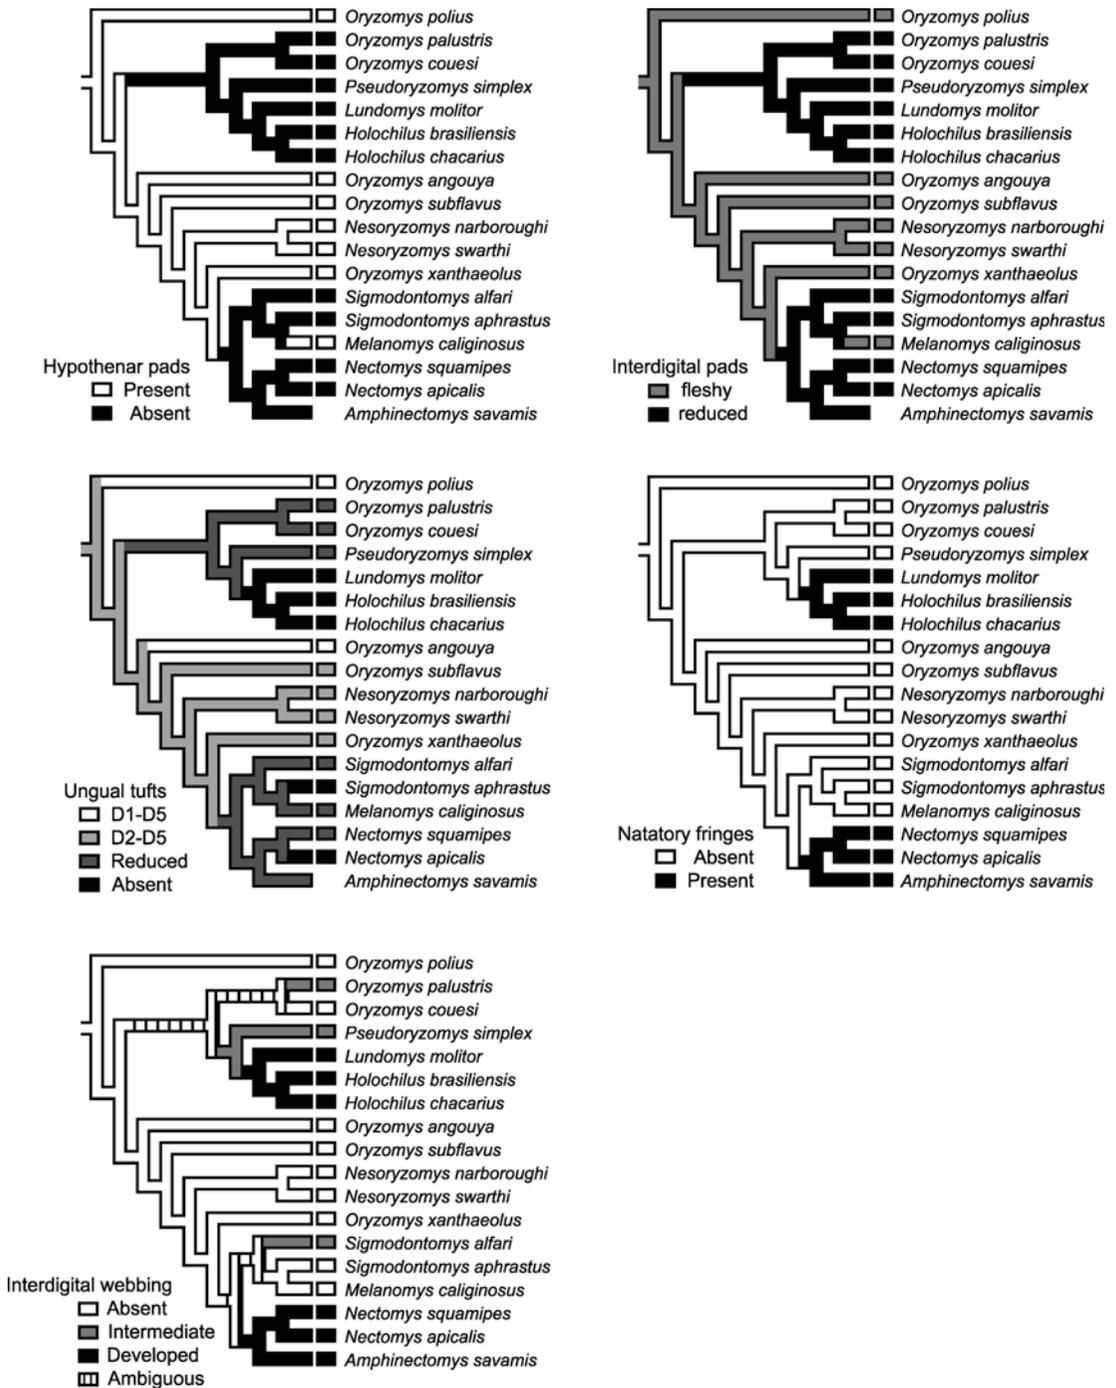 Oryzomys polius
Oryzomys palustris
Oryzomys couesi
Pseudoryzomys simplex
Lundomys molitor
Holochilus brasiliensis
Holochilus chacarius
Oryzomys angouya
Oryzomys subflavus
Nesoryzomys narboroughi
Nesoryzomys swarthi
Oryzomys xanthaeolus
Sigmodontomys alfari
Sigmodontomys aphrastus
Melanomys caliginosus
Nectomys squamipes
Nectomys apicalis
Amphinectomys savamis
Hypothenar pads
Present
Absent
Oryzomys polius
Oryzomys palustris
Oryzomys couesi
Pseudoryzomys simplex
Lundomys molitor
Holochilus brasiliensis
Holochilus chacarius
Oryzomys angouya
Oryzomys subflavus
Nesoryzomys narboroughi
Nesoryzomys swarthi
Oryzomys xanthaeolus
Sigmodontomys alfari
Sigmodontomys aphrastus
Melanomys caliginosus
Nectomys squamipes
Nectomys apicalis
Amphinectomys savamis
Interdigital pads
fleshy
reduced
Oryzomys polius
Oryzomys palustris
Oryzomys couesi
Pseudoryzomys simplex
Lundomys molitor
Holochilus brasiliensis
Holochilus chacarius
Oryzomys angouya
Oryzomys subflavus
Nesoryzomys narboroughi
Nesoryzomys swarthi
Oryzomys xanthaeolus
Sigmodontomys alfari
Sigmodontomys aphrastus
Melanomys caliginosus
Nectomys squamipes
Nectomys apicalis
Amphinectomys savamis
Ungual tufts
D1-D5
D2-D5
Reduced
Absent
Oryzomys polius
Oryzomys palustris
Oryzomys couesi
Pseudoryzomys simplex
Lundomys molitor
Holochilus brasiliensis
Holochilus chacarius
Oryzomys angouya
Oryzomys subflavus
Nesoryzomys narboroughi
Nesoryzomys swarthi
Oryzomys xanthaeolus
Sigmodontomys alfari
Sigmodontomys aphrastus
Melanomys caliginosus
Nectomys squamipes
Nectomys apicalis
Amphinectomys savamis
Natatory fringes
Absent
Present
Oryzomys polius
Oryzomys palustris
Oryzomys couesi
Pseudoryzomys simplex
Lundomys molitor
Holochilus brasiliensis
Holochilus chacarius
Oryzomys angouya
Oryzomys subflavus
Nesoryzomys narboroughi
Nesoryzomys swarthi
Oryzomys xanthaeolus
Sigmodontomys alfari
Sigmodontomys aphrastus
Melanomys caliginosus
Nectomys squamipes
Nectomys apicalis
Amphinectomys savamis
Interdigital webbing
Absent
Intermediate
Developed
Ambiguous